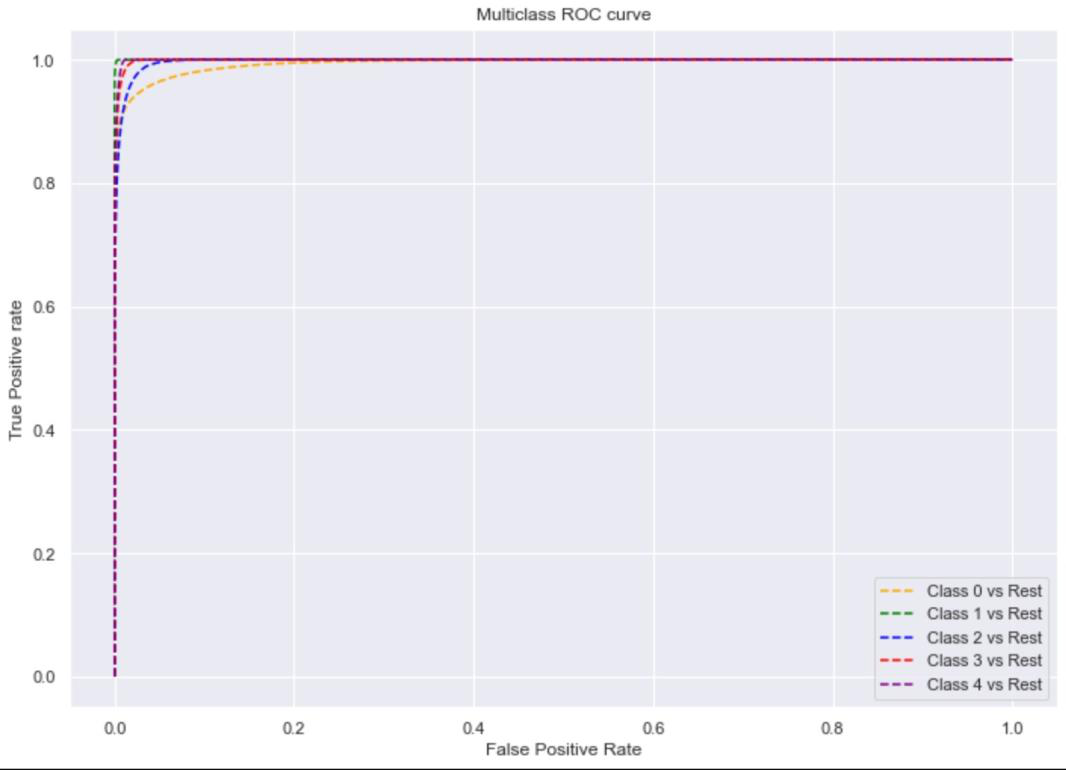 Multiclass ROC curve
True Positive rate
1.0
0.8
0.6
0.4
0.2
0.0
Class 0 vs Rest
Class 1 vs Rest
Class 2 vs Rest
Class 3 vs Rest
Class 4 vs Rest
0.0 0.2 0.4 0.6 0.8 1.0
False Positive Rate